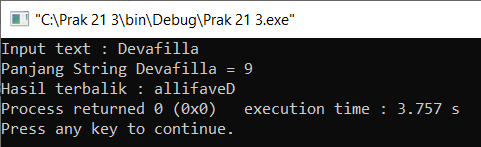 "C:\Prak 21 3\bin\Debug\Prak 21 3.exe"
Input text : Devafilla
Panjang String Devafilla = 9
Hasil terbalik : allifaveD
Process returned 0 (0x0)   execution time : 3.757 s
Press any key to continue.